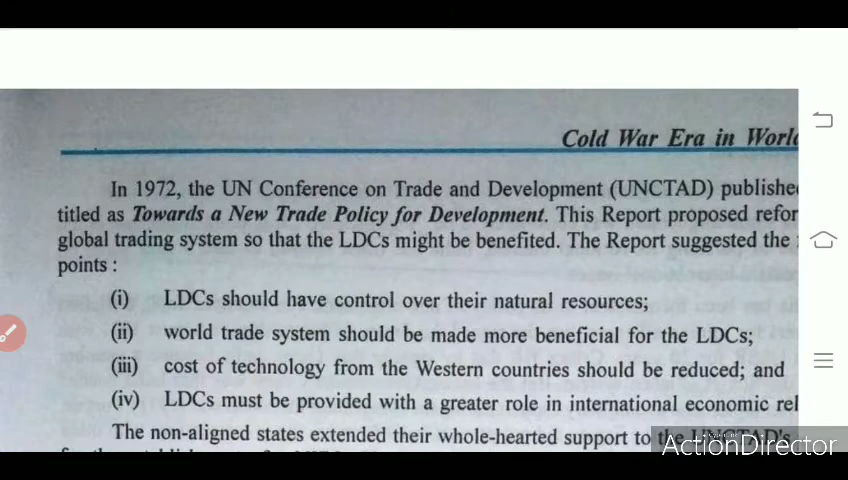 Cold War Era in
In 1972, the UN Conference on Trade and Development (UNCTAD)
titled as Towards a New Trade Policy for Development. This Report proposed
global trading system so that the LDCs might be benefited. The Report suggested the
points :
(i) LDCs should have control over their natural resources;
(ii) world trade system should be made more beneficial for the LDCs;
(iii) cost of technology from the Western countries should be reduced; and
(iv) LDCs must be provided with a greater role in international economic
The non-aligned states extended their whole-hearted support to the UNCTAD's
ActionDirector